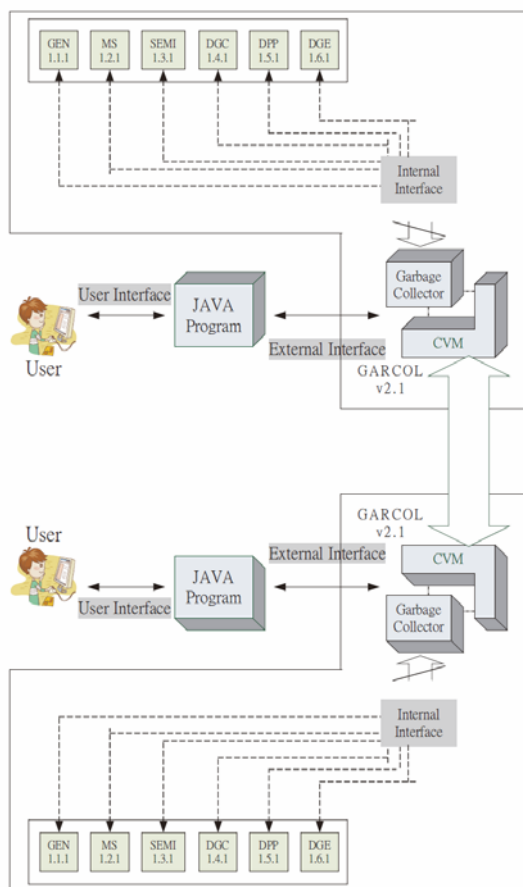 GEN MS SEMI DGC DPP DGE
1.1.1 1.2.1 1.3.1 1.4.1 1.5.1 1.6.1
Internal
Interface
Garbage
Collector
User Interface
JAVA
Program
External Interface
CVM
User
GARCOL
v2.1
User
GARCOL
v2.1
External Interface
CVM
JAVA
Program
User Interface
Garbage
Collector
Internal
Interface
GEN MS SEMI DGC DPP DGE
1.1.1 1.2.1 1.3.1 1.4.1 1.5.1 1.6.1